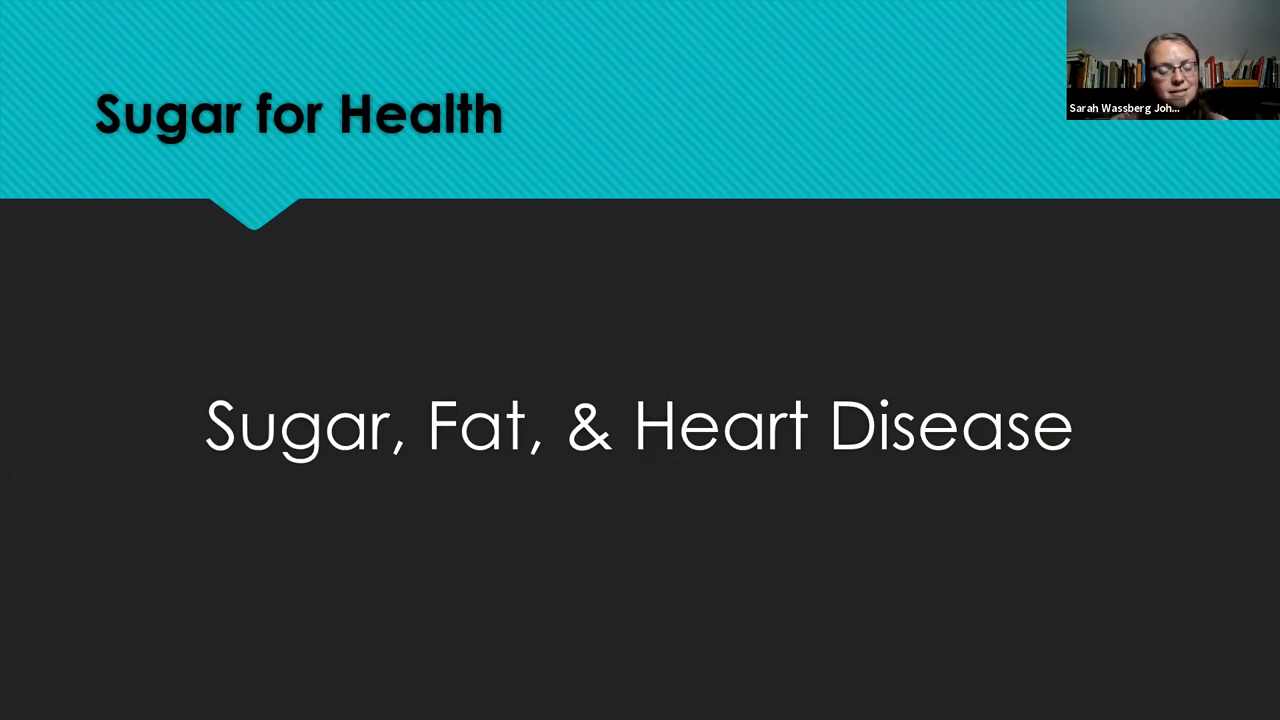 Sugar for Health
Sarah Wassberg Joh...
Sugar, Fat, & Heart Disease